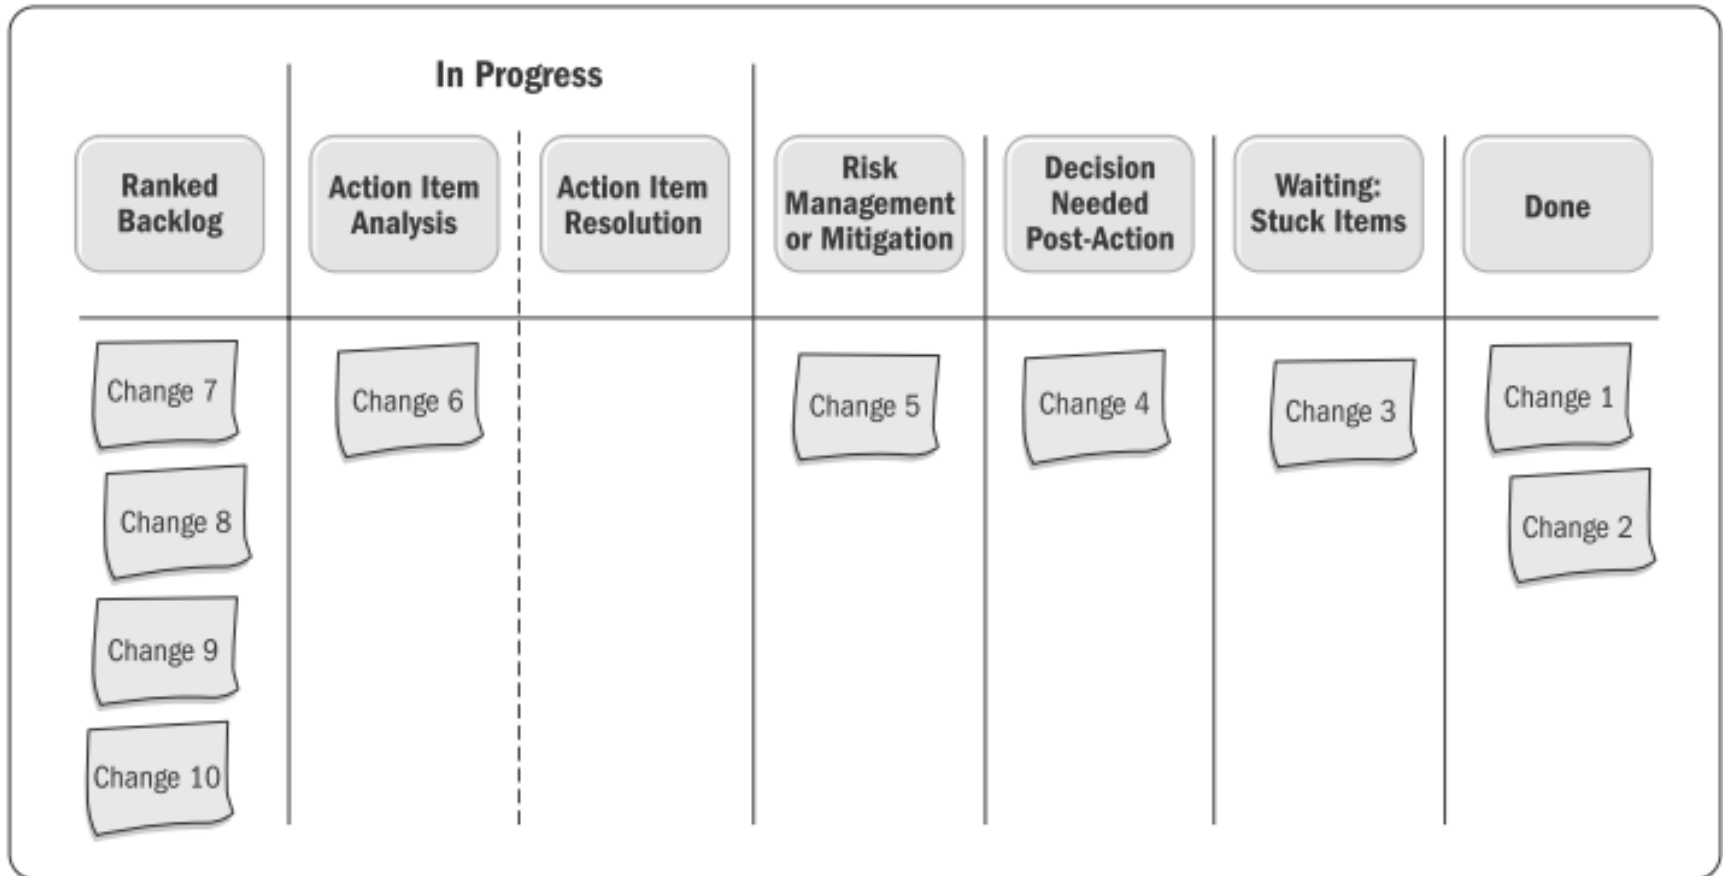 In Progress
Ranked
Backlog
Action Item
Analysis
Action Item
Resolution
Risk
Management
or Mitigation
Decision
Needed
Post-Action
Waiting:
Stuck Items
Done
Change 7
Change 8
Change 9
Change 10
Change 6
Change 5
Change 4
Change 3
Change 1
Change 2